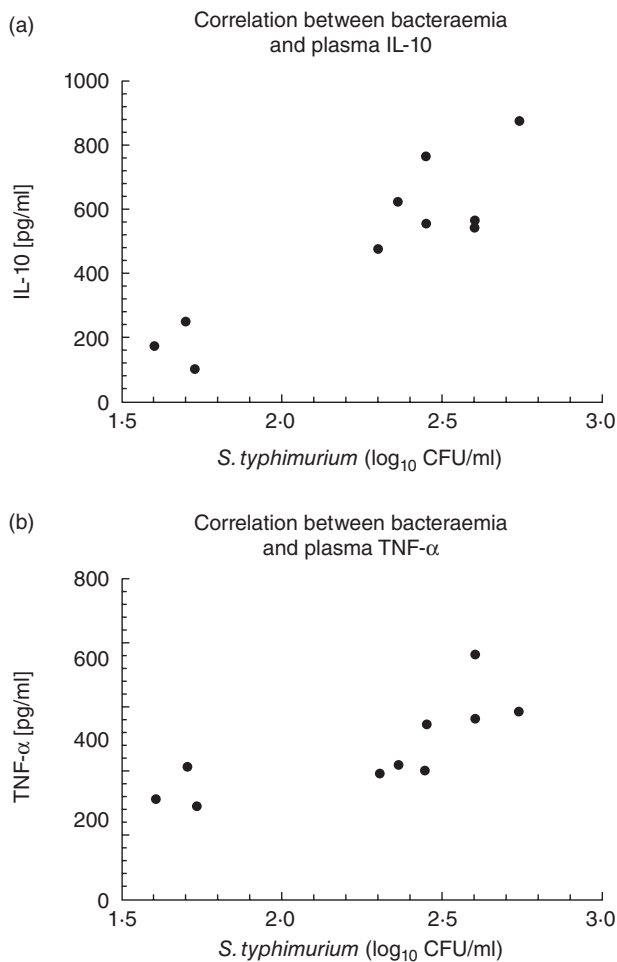 (a)
Correlation between bacteraemia
and plasma IL-10
1000
800
600
400
200
0
IL-10 [pg/ml]
1·5
2·0
2·5
3·0
S. typhimurium (log₁₀ CFU/ml)
(b)
Correlation between bacteraemia
and plasma TNF-α
800
600
400
200
0
TNF-α [pg/ml]
1·5
2·0
2·5
3·0
S. typhimurium (log₁₀ CFU/ml)